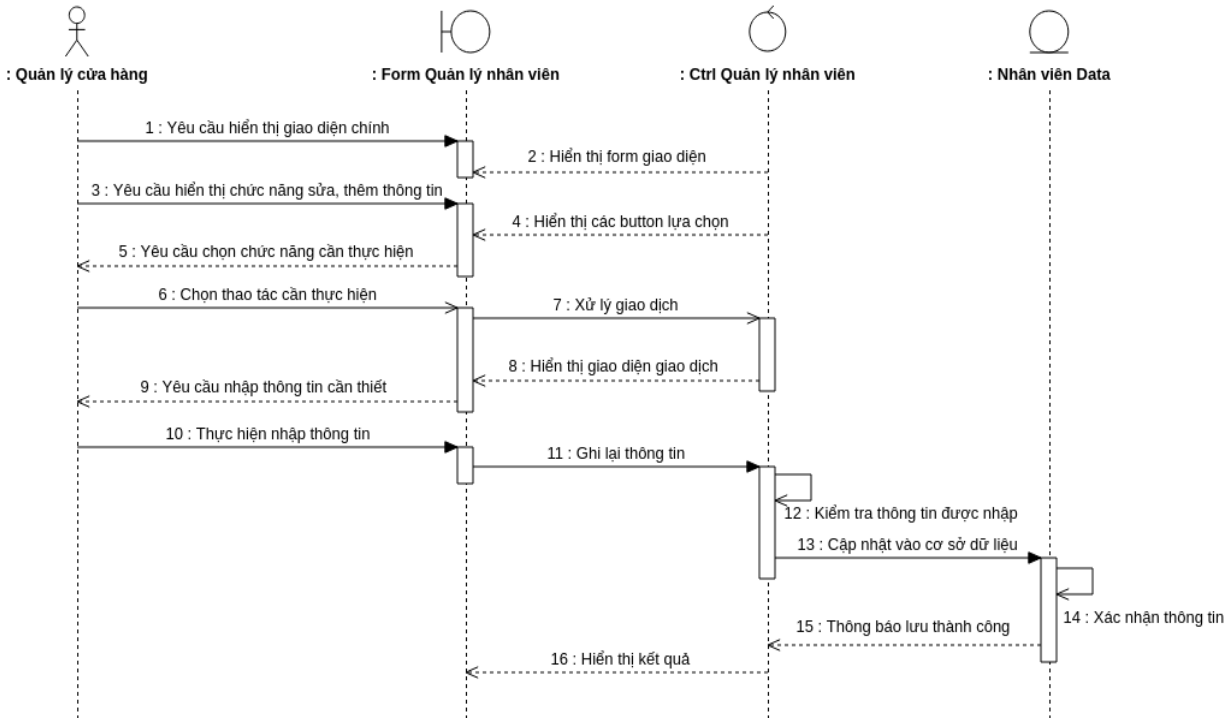 : Quản lý cửa hàng
: Form Quản lý nhân viên
: Ctrl Quản lý nhân viên
: Nhân viên Data
1 : Yêu cầu hiển thị giao diện chính
2 : Hiển thị form giao diện
3 : Yêu cầu hiển thị chức năng sửa, thêm thông tin
4 : Hiển thị các button lựa chọn
5 : Yêu cầu chọn chức năng cần thực hiện
6 : Chọn thao tác cần thực hiện
7 : Xử lý giao dịch
8 : Hiển thị giao diện giao dịch
9 : Yêu cầu nhập thông tin cần thiết
10 : Thực hiện nhập thông tin
11 : Ghi lại thông tin
12 : Kiểm tra thông tin được nhập
13 : Cập nhật vào cơ sở dữ liệu
14 : Xác nhận thông tin
15 : Thông báo lưu thành công
16 : Hiển thị kết quả